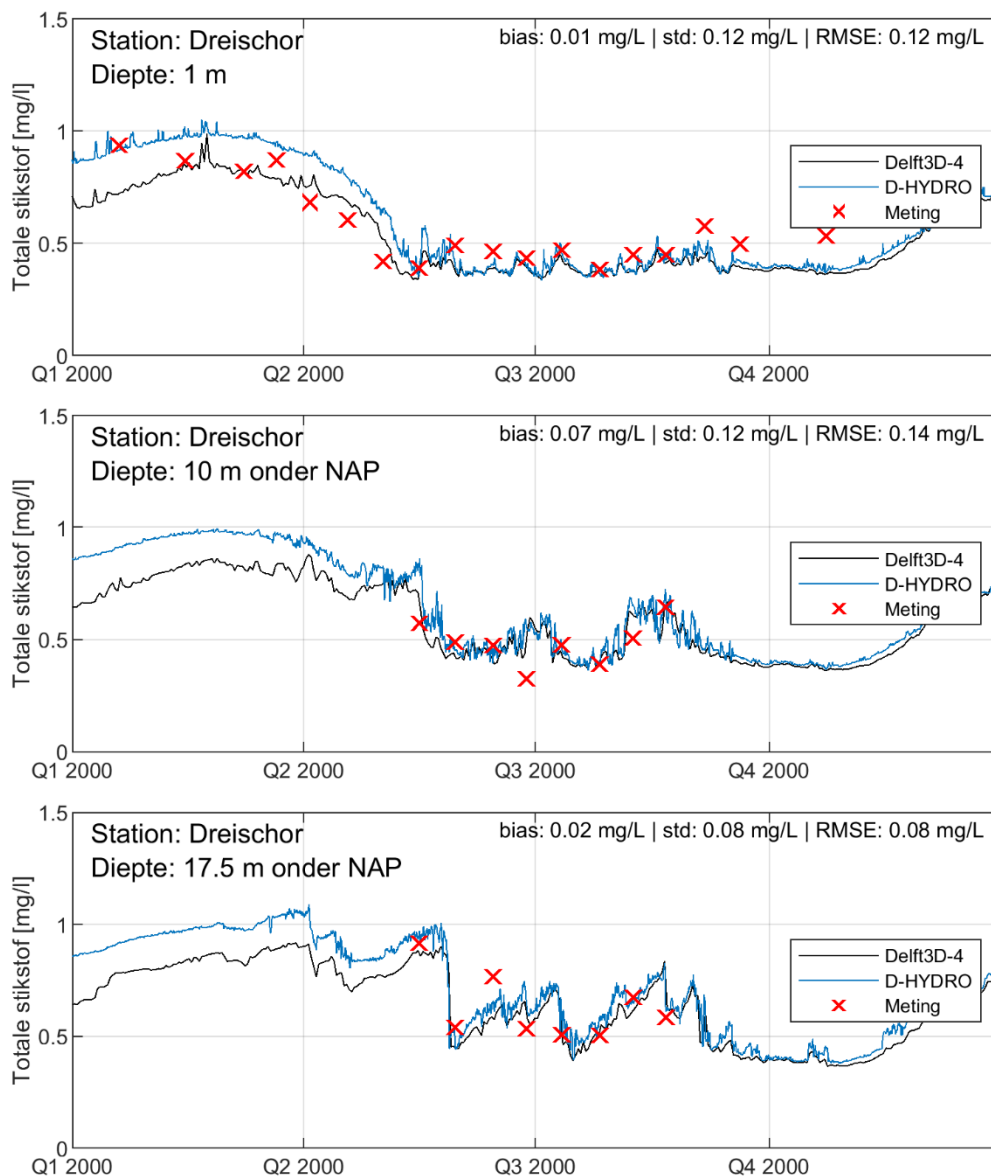 Station: Dreischor
Diepte: 1 m
bias: 0.01 mg/L | std: 0.12 mg/L | RMSE: 0.12 mg/L
Totale stikstof [mg/l]
1.5
1
0.5
0
Delft3D-4
D-HYDRO
Meting
Q1 2000
Q2 2000
Q3 2000
Q4 2000
Station: Dreischor
Diepte: 10 m onder NAP
bias: 0.07 mg/L | std: 0.12 mg/L | RMSE: 0.14 mg/L
Totale stikstof [mg/l]
1.5
1
0.5
0
Delft3D-4
D-HYDRO
Meting
Q1 2000
Q2 2000
Q3 2000
Q4 2000
Station: Dreischor
Diepte: 17.5 m onder NAP
bias: 0.02 mg/L | std: 0.08 mg/L | RMSE: 0.08 mg/L
Totale stikstof [mg/l]
1.5
1
0.5
0
Delft3D-4
D-HYDRO
Meting
Q1 2000
Q2 2000
Q3 2000
Q4 2000